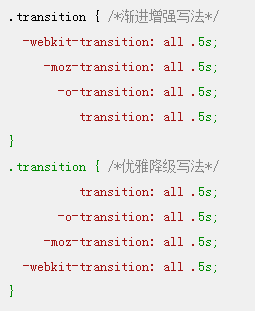 .transition { /*渐进增强写法*/
-webkit-transition: all .5s;
-moz-transition: all .5s;
-o-transition: all .5s;
transition: all .5s;
}
.transition { /*优雅降级写法*/
transition: all .5s;
-o-transition: all .5s;
-moz-transition: all .5s;
-webkit-transition: all .5s;
}